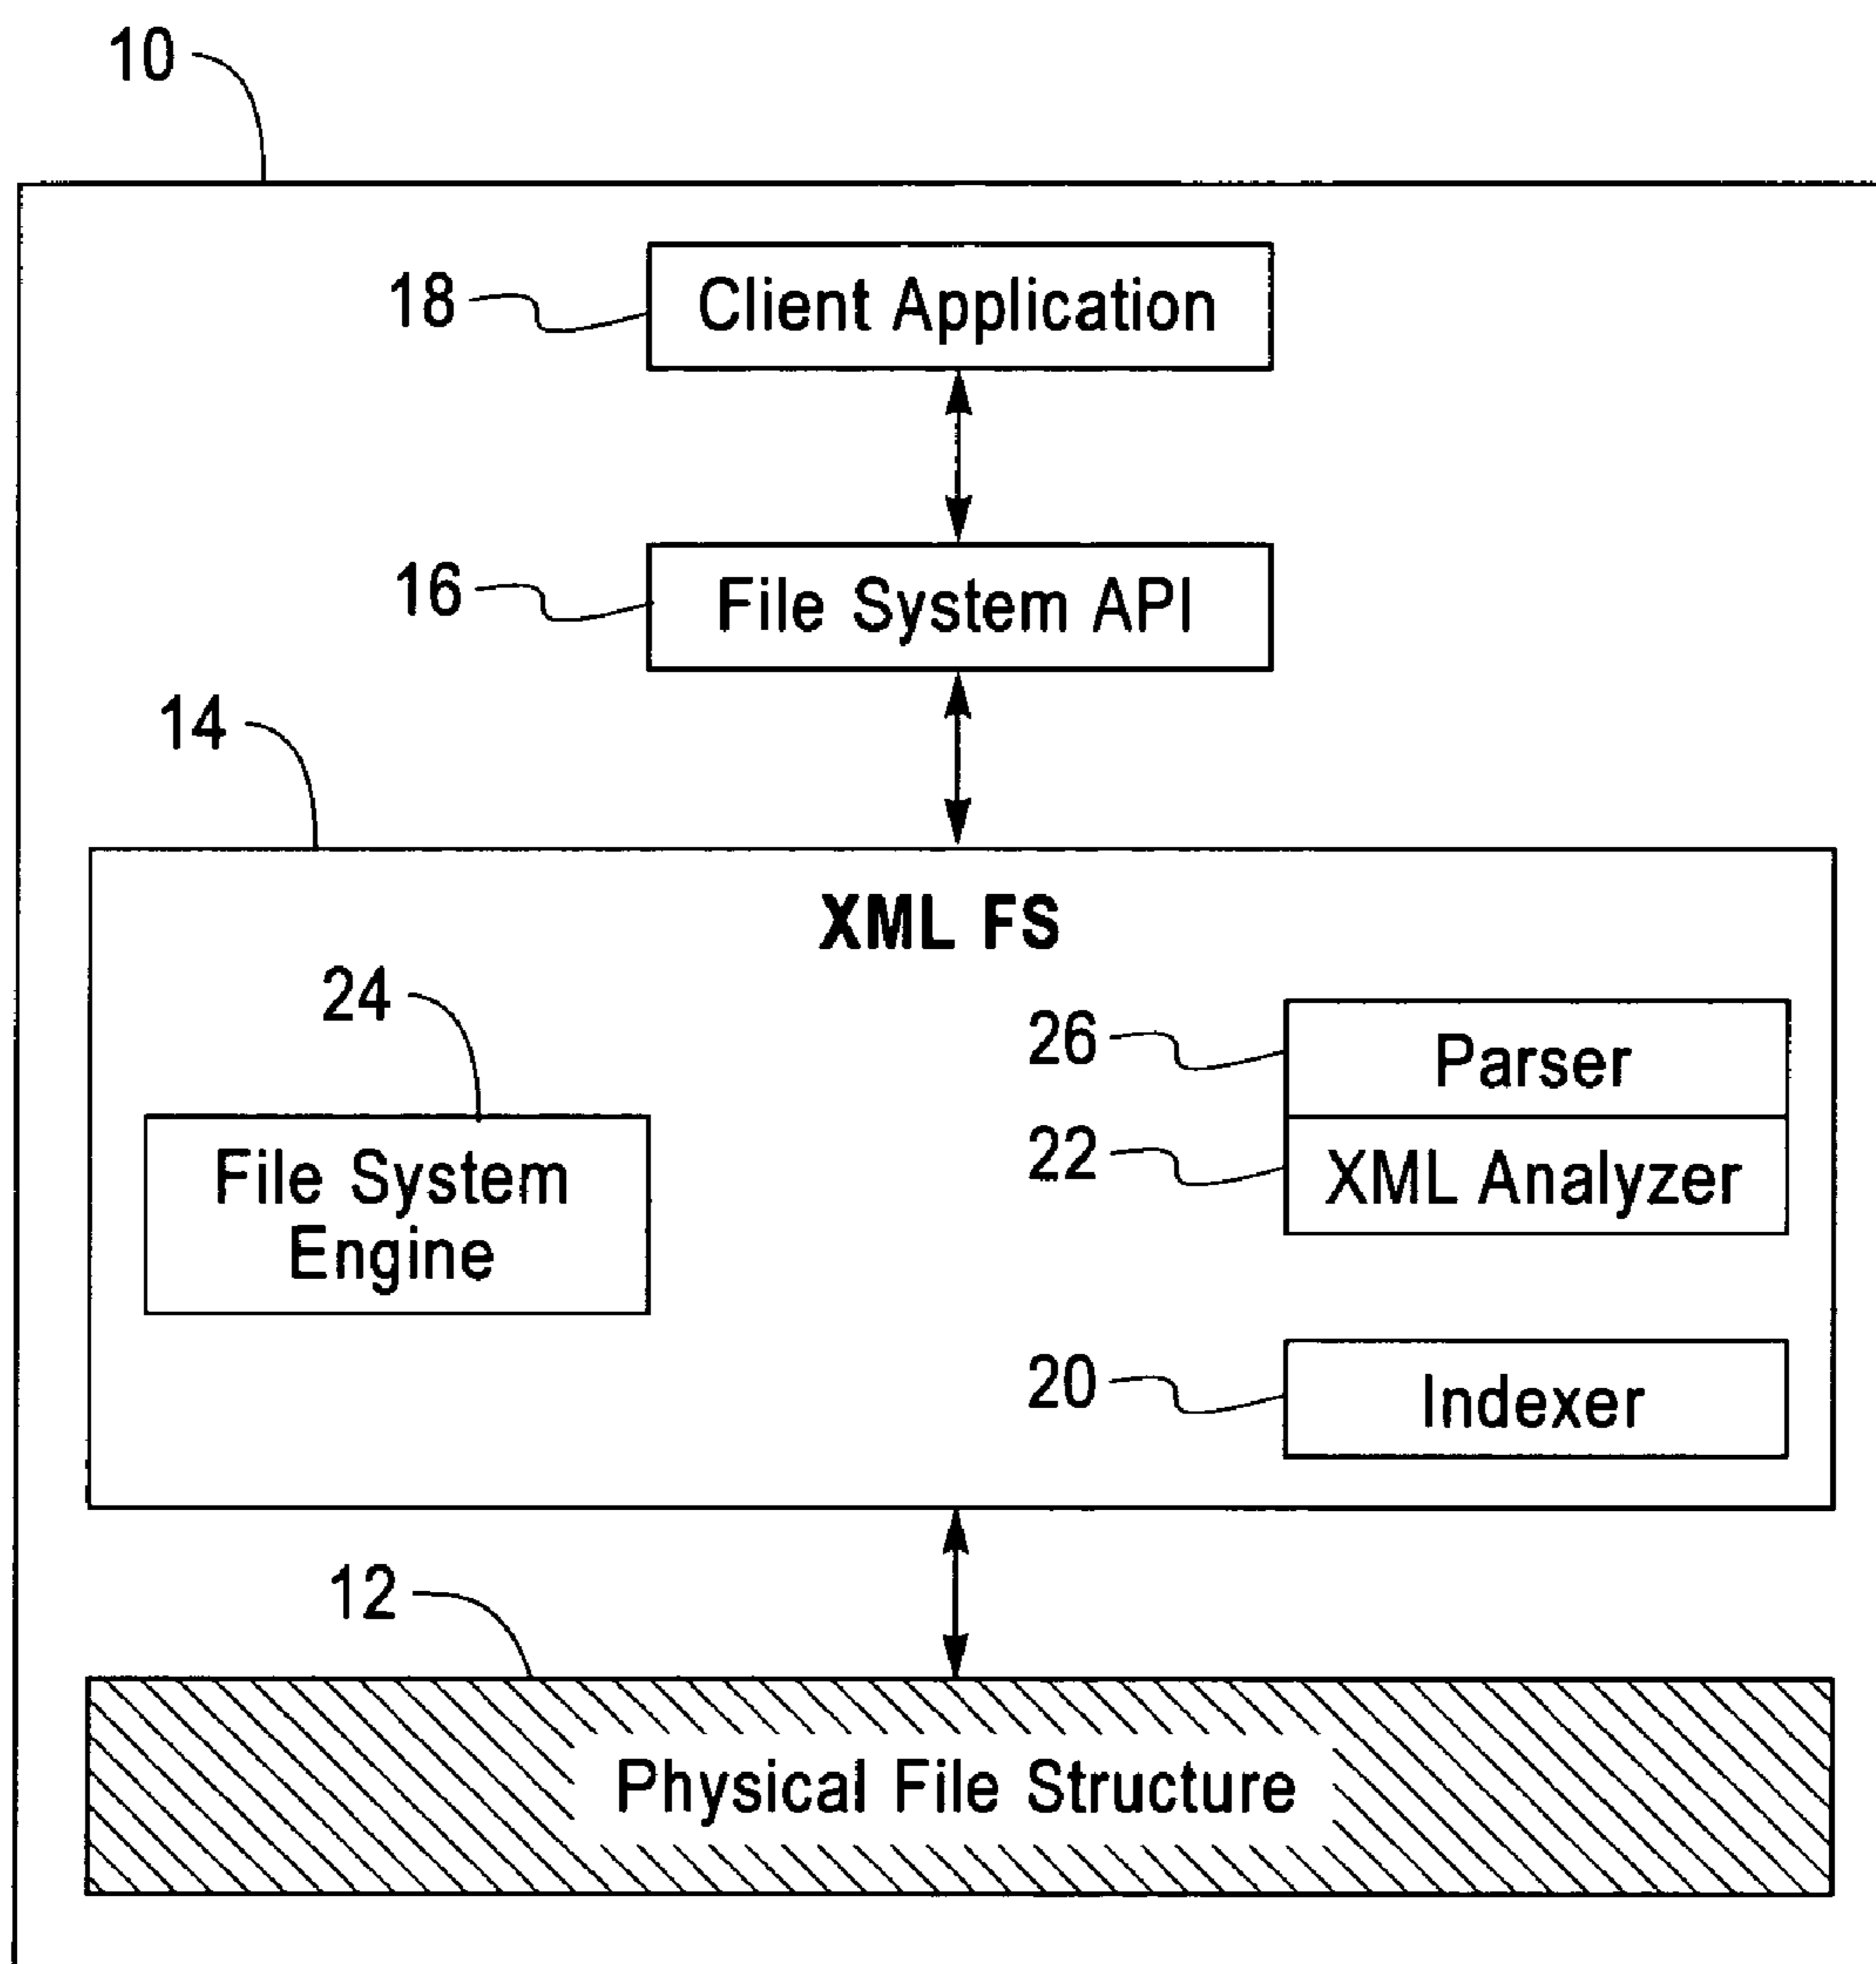 10
18
Client Application
16
File System API
14
XML FS
24
26
Parser
22
XML Analyzer
File System
Engine
20
Indexer
12
Physical File Structure